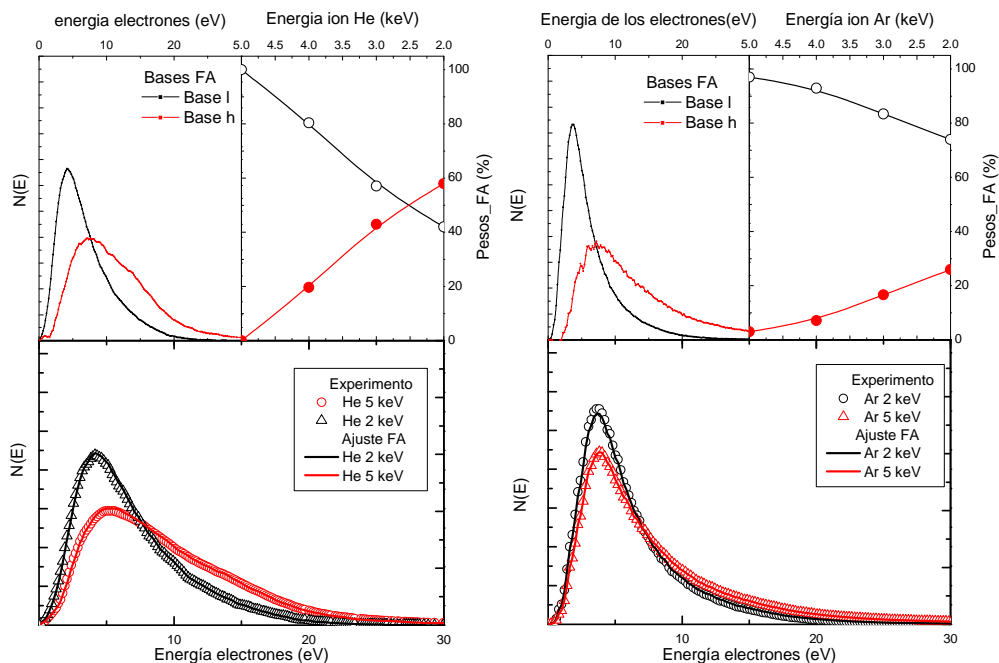 energia electrones (eV)
Energia ion He (keV)
0 10 20
5.0 4.5 4.0 3.5 3.0 2.5 2.0
Bases FA
Base l
Base h
N(E)
100
80
60
40
20
0
Pesos_FA (%)
Experimento
He 5 keV
He 2 keV
Ajuste FA
He 2 keV
He 5 keV
N(E)
0 10 20 30
Energía electrones (eV)
Energia de los electrones(eV)
Energía ion Ar (keV)
0 10 20
5.0 4.5 4.0 3.5 3.0 2.5 2.0
Bases FA
Base l
Base h
N(E)
100
80
60
40
20
0
Pesos_FA (%)
Experimento
Ar 2 keV
Ar 5 keV
Ajuste FA
Ar 2 keV
Ar 5 keV
N(E)
0 10 20 30
Energía electrones (eV)